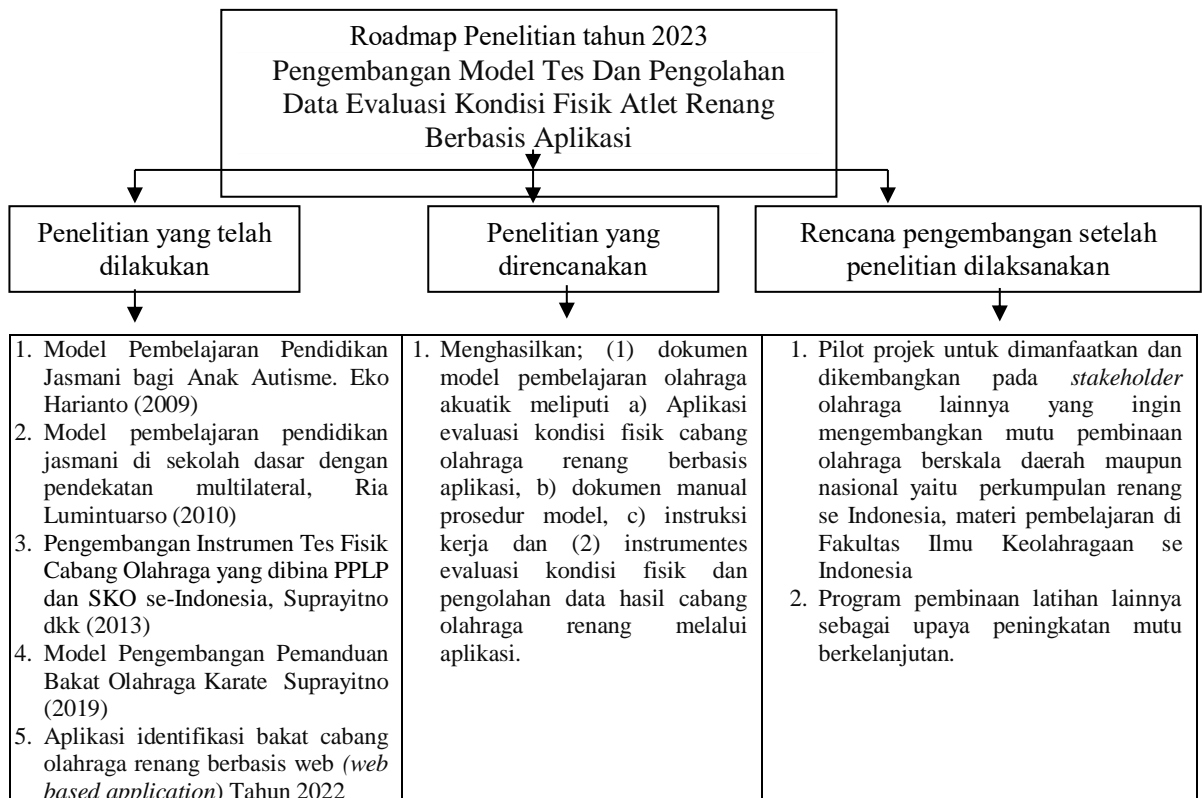 Roadmap Penelitian tahun 2023
Pengembangan Model Tes Dan Pengolahan
Data Evaluasi Kondisi Fisik Atlet Renang
Berbasis Aplikasi
Penelitian yang telah
dilakukan
Penelitian yang
direncanakan
Rencana pengembangan setelah
penelitian dilaksanakan
1. Model Pembelajaran Pendidikan
Jasmani bagi Anak Autisme. Eko
Harianto (2009)
2. Model pembelajaran pendidikan
jasmani di sekolah dasar dengan
pendekatan multilateral, Ria
Lumintuarso (2010)
3. Pengembangan Instrumen Tes Fisik
Cabang Olahraga yang dibina PPLP
dan SKO se-Indonesia, Suprayitno
dkk (2013)
4. Model Pengembangan Pemanduan
Bakat Olahraga Karate Suprayitno
(2019)
5. Aplikasi identifikasi bakat cabang
olahraga renang berbasis web (web
based application) Tahun 2022
1. Menghasilkan; (1) dokumen
model pembelajaran olahraga
akuatik meliputi a) Aplikasi
evaluasi kondisi fisik cabang
olahraga renang berbasis
aplikasi, b) dokumen manual
prosedur model, c) instruksi
kerja dan (2) instrumentes
evaluasi kondisi fisik dan
pengolahan data hasil cabang
olahraga renang melalui
aplikasi.
1. Pilot projek untuk dimanfaatkan dan
dikembangkan pada stakeholder
olahraga lainnya yang ingin
mengembangkan mutu pembinaan
olahraga berskala daerah maupun
nasional yaitu perkumpulan renang
se Indonesia, materi pembelajaran di
Fakultas Ilmu Keolahragaan se
Indonesia
2. Program pembinaan latihan lainnya
sebagai upaya peningkatan mutu
berkelanjutan.